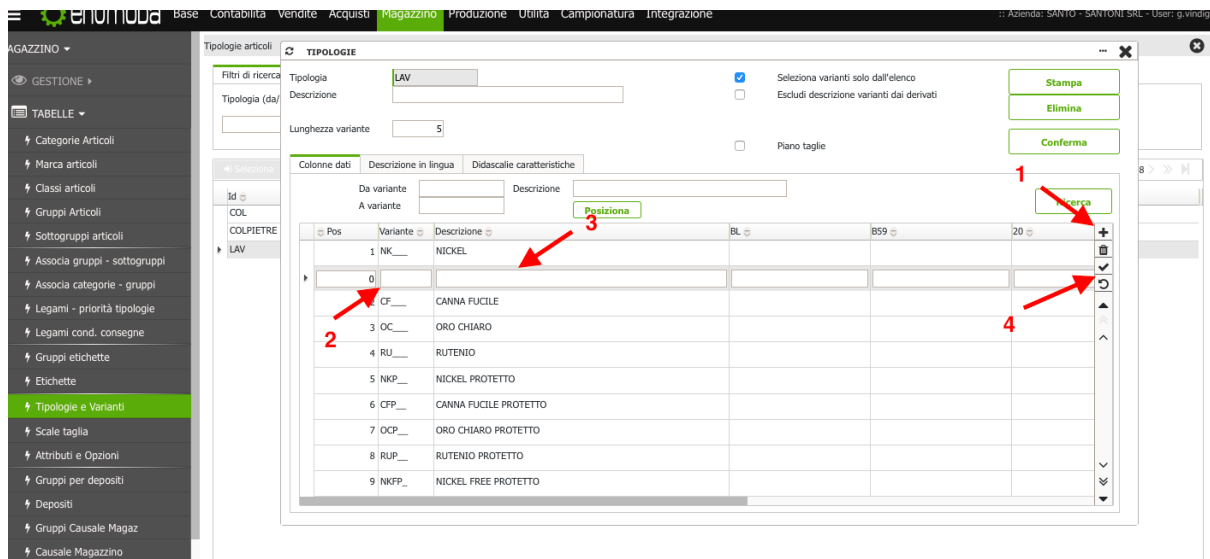 enumoda Base Contabilità Vendite Acquisti Magazzino Produzione Utilità Campionatura Integrazione :: Azienda: SANTO - SANTONI SRL - User: g.vindig
AGAZZINO
GESTIONE
TABELLE
Categorie Articoli
Marca articoli
Classi articoli
Gruppi Articoli
Sottogruppi articoli
Associa gruppi - sottogruppi
Associa categorie - gruppi
Legami - priorità tipologie
Legami cond. consegne
Gruppi etichette
Etichette
Tipologie e Varianti
Scale taglia
Attributi e Opzioni
Gruppi per depositi
Depositi
Gruppi Causale Magaz
Causale Magazzino
Tipologie articoli
Filtri di ricerca
Tipologia (da/
Seleziona
8
Id
COL
COLPIETRE
LAV
TIPOLOGIE
Tipologia LAV Seleziona varianti solo dall'elenco Stampa
Descrizione Escludi descrizione varianti dai derivati
Elimina
Lunghezza variante 5
Piano taglie Conferma
Colonne dati Descrizione in lingua Didascalie caratteristiche
1
Da variante Descrizione
Ricerca
A variante Posiziona
3
Pos Variante Descrizione BL B59 20
1 NK___ NICKEL
0
2 CF___ CANNA FUCILE
2
4
3 OC___ ORO CHIARO
4 RU___ RUTENIO
5 NKP__ NICKEL PROTETTO
6 CFP__ CANNA FUCILE PROTETTO
7 OCP__ ORO CHIARO PROTETTO
8 RUP__ RUTENIO PROTETTO
9 NKFP_ NICKEL FREE PROTETTO